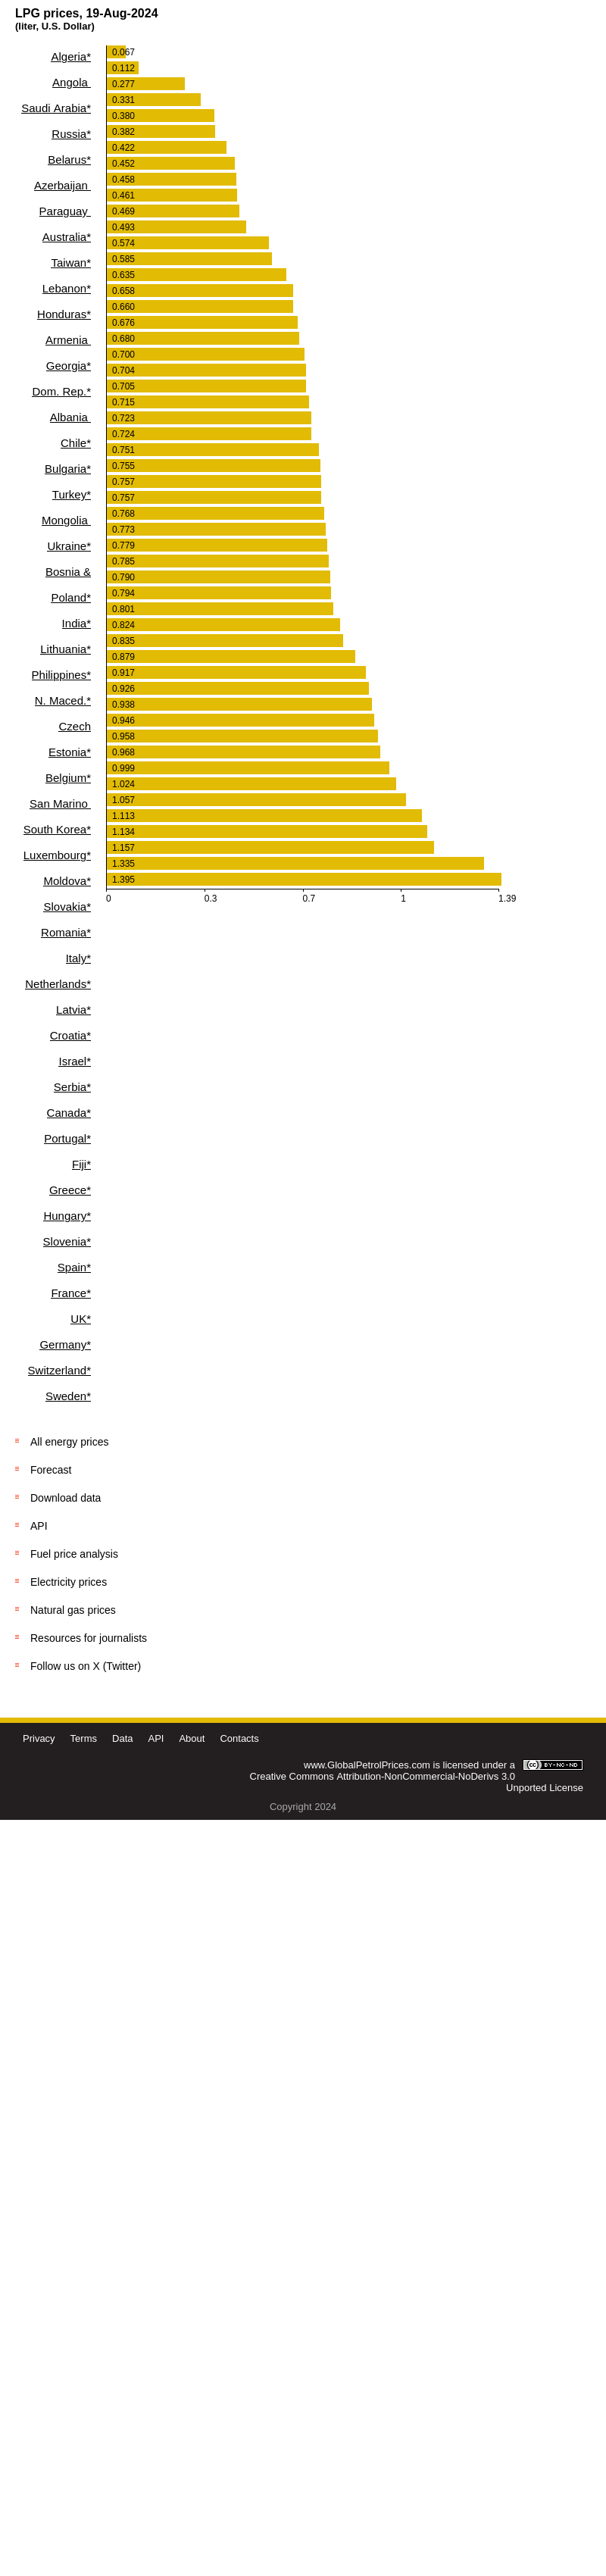 LPG prices, 19-Aug-2024
(liter, U.S. Dollar)
Algeria*
Angola
Saudi Arabia*
Russia*
Belarus*
Azerbaijan
Paraguay
Australia*
Taiwan*
Lebanon*
Honduras*
Armenia
Georgia*
Dom. Rep.*
Albania
Chile*
Bulgaria*
Turkey*
Mongolia
Ukraine*
Bosnia &
Poland*
India*
Lithuania*
Philippines*
N. Maced.*
Czech
Estonia*
Belgium*
San Marino
South Korea*
Luxembourg*
Moldova*
Slovakia*
Romania*
Italy*
Netherlands*
Latvia*
Croatia*
Israel*
Serbia*
Canada*
Portugal*
Fiji*
Greece*
Hungary*
Slovenia*
Spain*
France*
UK*
Germany*
Switzerland*
Sweden*
0.067
0.112
0.277
0.331
0.380
0.382
0.422
0.452
0.458
0.461
0.469
0.493
0.574
0.585
0.635
0.658
0.660
0.676
0.680
0.700
0.704
0.705
0.715
0.723
0.724
0.751
0.755
0.757
0.757
0.768
0.773
0.779
0.785
0.790
0.794
0.801
0.824
0.835
0.879
0.917
0.926
0.938
0.946
0.958
0.968
0.999
1.024
1.057
1.113
1.134
1.157
1.335
1.395
0 0.3 0.7 1 1.39
All energy prices
Forecast
Download data
API
Fuel price analysis
Electricity prices
Natural gas prices
Resources for journalists
Follow us on X (Twitter)
Privacy Terms Data API About Contacts
www.GlobalPetrolPrices.com is licensed under a
(cc) BY-NC-ND
Creative Commons Attribution-NonCommercial-NoDerivs 3.0
Unported License
Copyright 2024